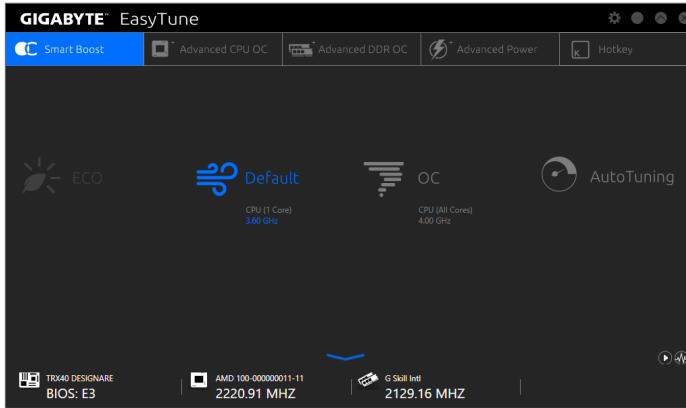 GIGABYTE™ EasyTune
Smart Boost
Advanced CPU OC
Advanced DDR OC
Advanced Power
K Hotkey
ECO
Default
OC
AutoTuning
CPU (1 Core)
3.60 GHz
CPU (All Cores)
4.00 GHz
TRX40 DESIGNARE
BIOS: E3
AMD 100-000000011-11
2220.91 MHZ
G Skill Intl
2129.16 MHZ